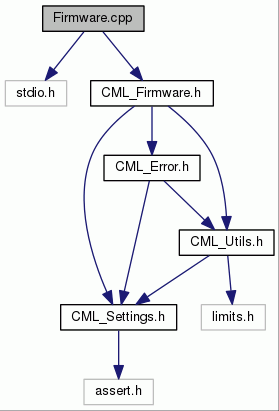 Firmware.cpp
stdio.h
CML_Firmware.h
CML_Error.h
CML_Utils.h
CML_Settings.h
limits.h
assert.h